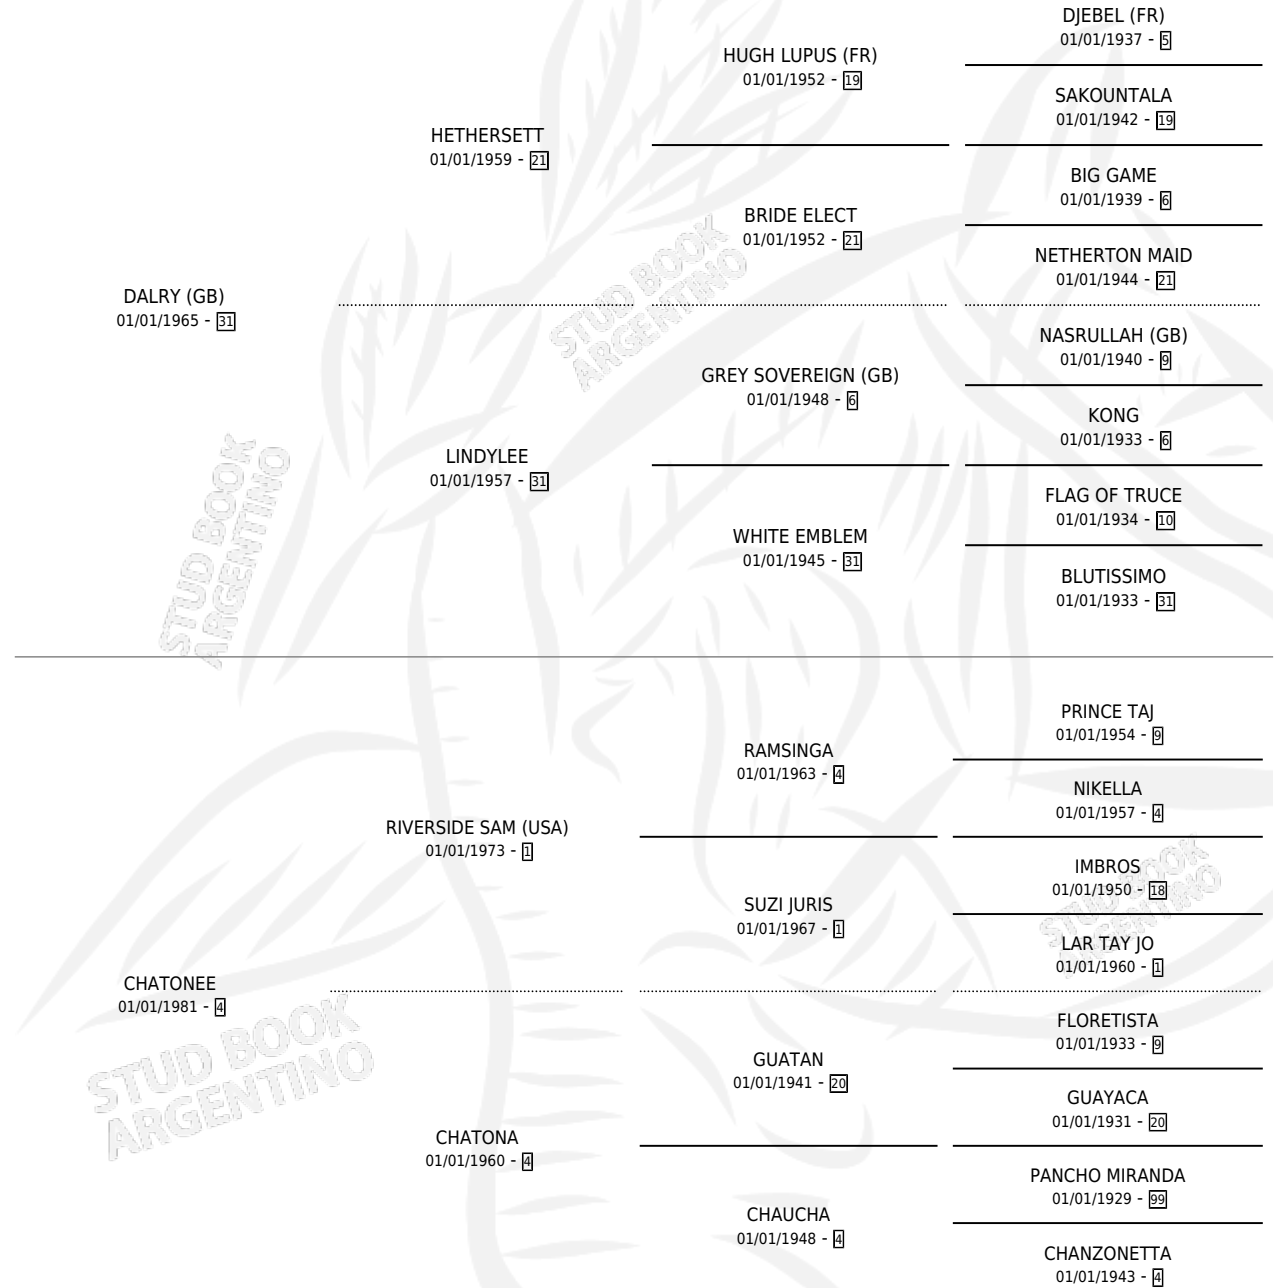 DJEBEL (FR)
01/01/1937 - 5
HUGH LUPUS (FR)
01/01/1952 - 19
SAKOUNTALA
01/01/1942 - 19
HETHERSETT
01/01/1959 - 21
BIG GAME
01/01/1939 - 6
BRIDE ELECT
01/01/1952 - 21
NETHERTON MAID
01/01/1944 - 21
DALRY (GB)
01/01/1965 - 31
NASRULLAH (GB)
01/01/1940 - 9
GREY SOVEREIGN (GB)
01/01/1948 - 6
KONG
01/01/1933 - 6
LINDYLEE
01/01/1957 - 31
FLAG OF TRUCE
01/01/1934 - 10
WHITE EMBLEM
01/01/1945 - 31
BLUTISSIMO
01/01/1933 - 31
PRINCE TAJ
01/01/1954 - 9
RAMSINGA
01/01/1963 - 4
NIKELLA
01/01/1957 - 4
RIVERSIDE SAM (USA)
01/01/1973 - 1
IMBROS
01/01/1950 - 18
SUZI JURIS
01/01/1967 - 1
LAR TAY JO
01/01/1960 - 1
CHATONEE
01/01/1981 - 4
FLORETISTA
01/01/1933 - 9
GUATAN
01/01/1941 - 20
GUAYACA
01/01/1931 - 20
CHATONA
01/01/1960 - 4
PANCHO MIRANDA
01/01/1929 - 99
CHAUCHA
01/01/1948 - 4
CHANZONETTA
01/01/1943 - 4
STUD BOOK
ARGENTINO
STUD BOOK
ARGENTINO
STUD BOOK
ARGENTINO
STUD BOOK
ARGENTINO